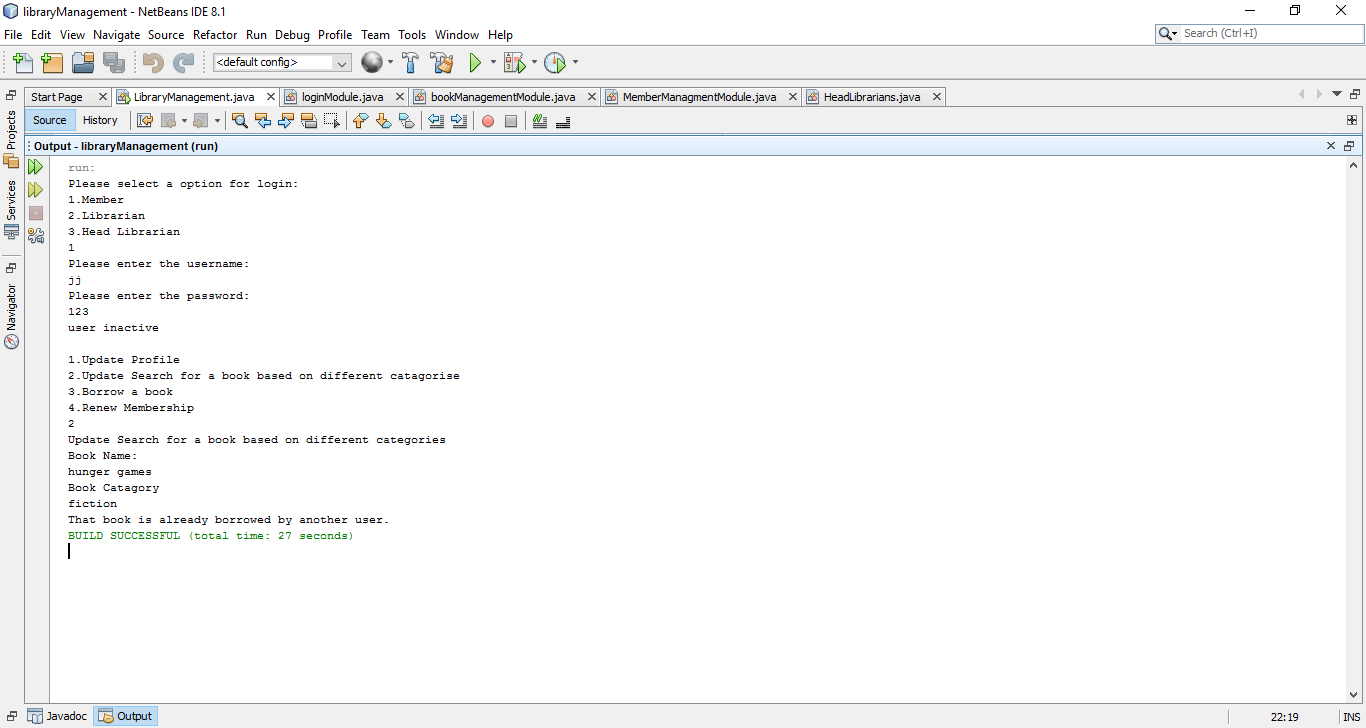 libraryManagement - NetBeans IDE 8.1
File Edit View Navigate Source Refactor Run Debug Profile Team Tools Window Help
Search (Ctrl+I)
<default config>
Start Page LibraryManagement.java loginModule.java bookManagementModule.java MemberManagmentModule.java HeadLibrarians.java
Source History
Projects
Services
Navigator
Output - libraryManagement (run)
run:
Please select a option for login:
1.Member
2.Librarian
3.Head Librarian
1
Please enter the username:
jj
Please enter the password:
123
user inactive
1.Update Profile
2.Update Search for a book based on different catagorise
3.Borrow a book
4.Renew Membership
2
Update Search for a book based on different categories
Book Name:
hunger games
Book Catagory
fiction
That book is already borrowed by another user.
BUILD SUCCESSFUL (total time: 27 seconds)
Javadoc Output
22:19 INS